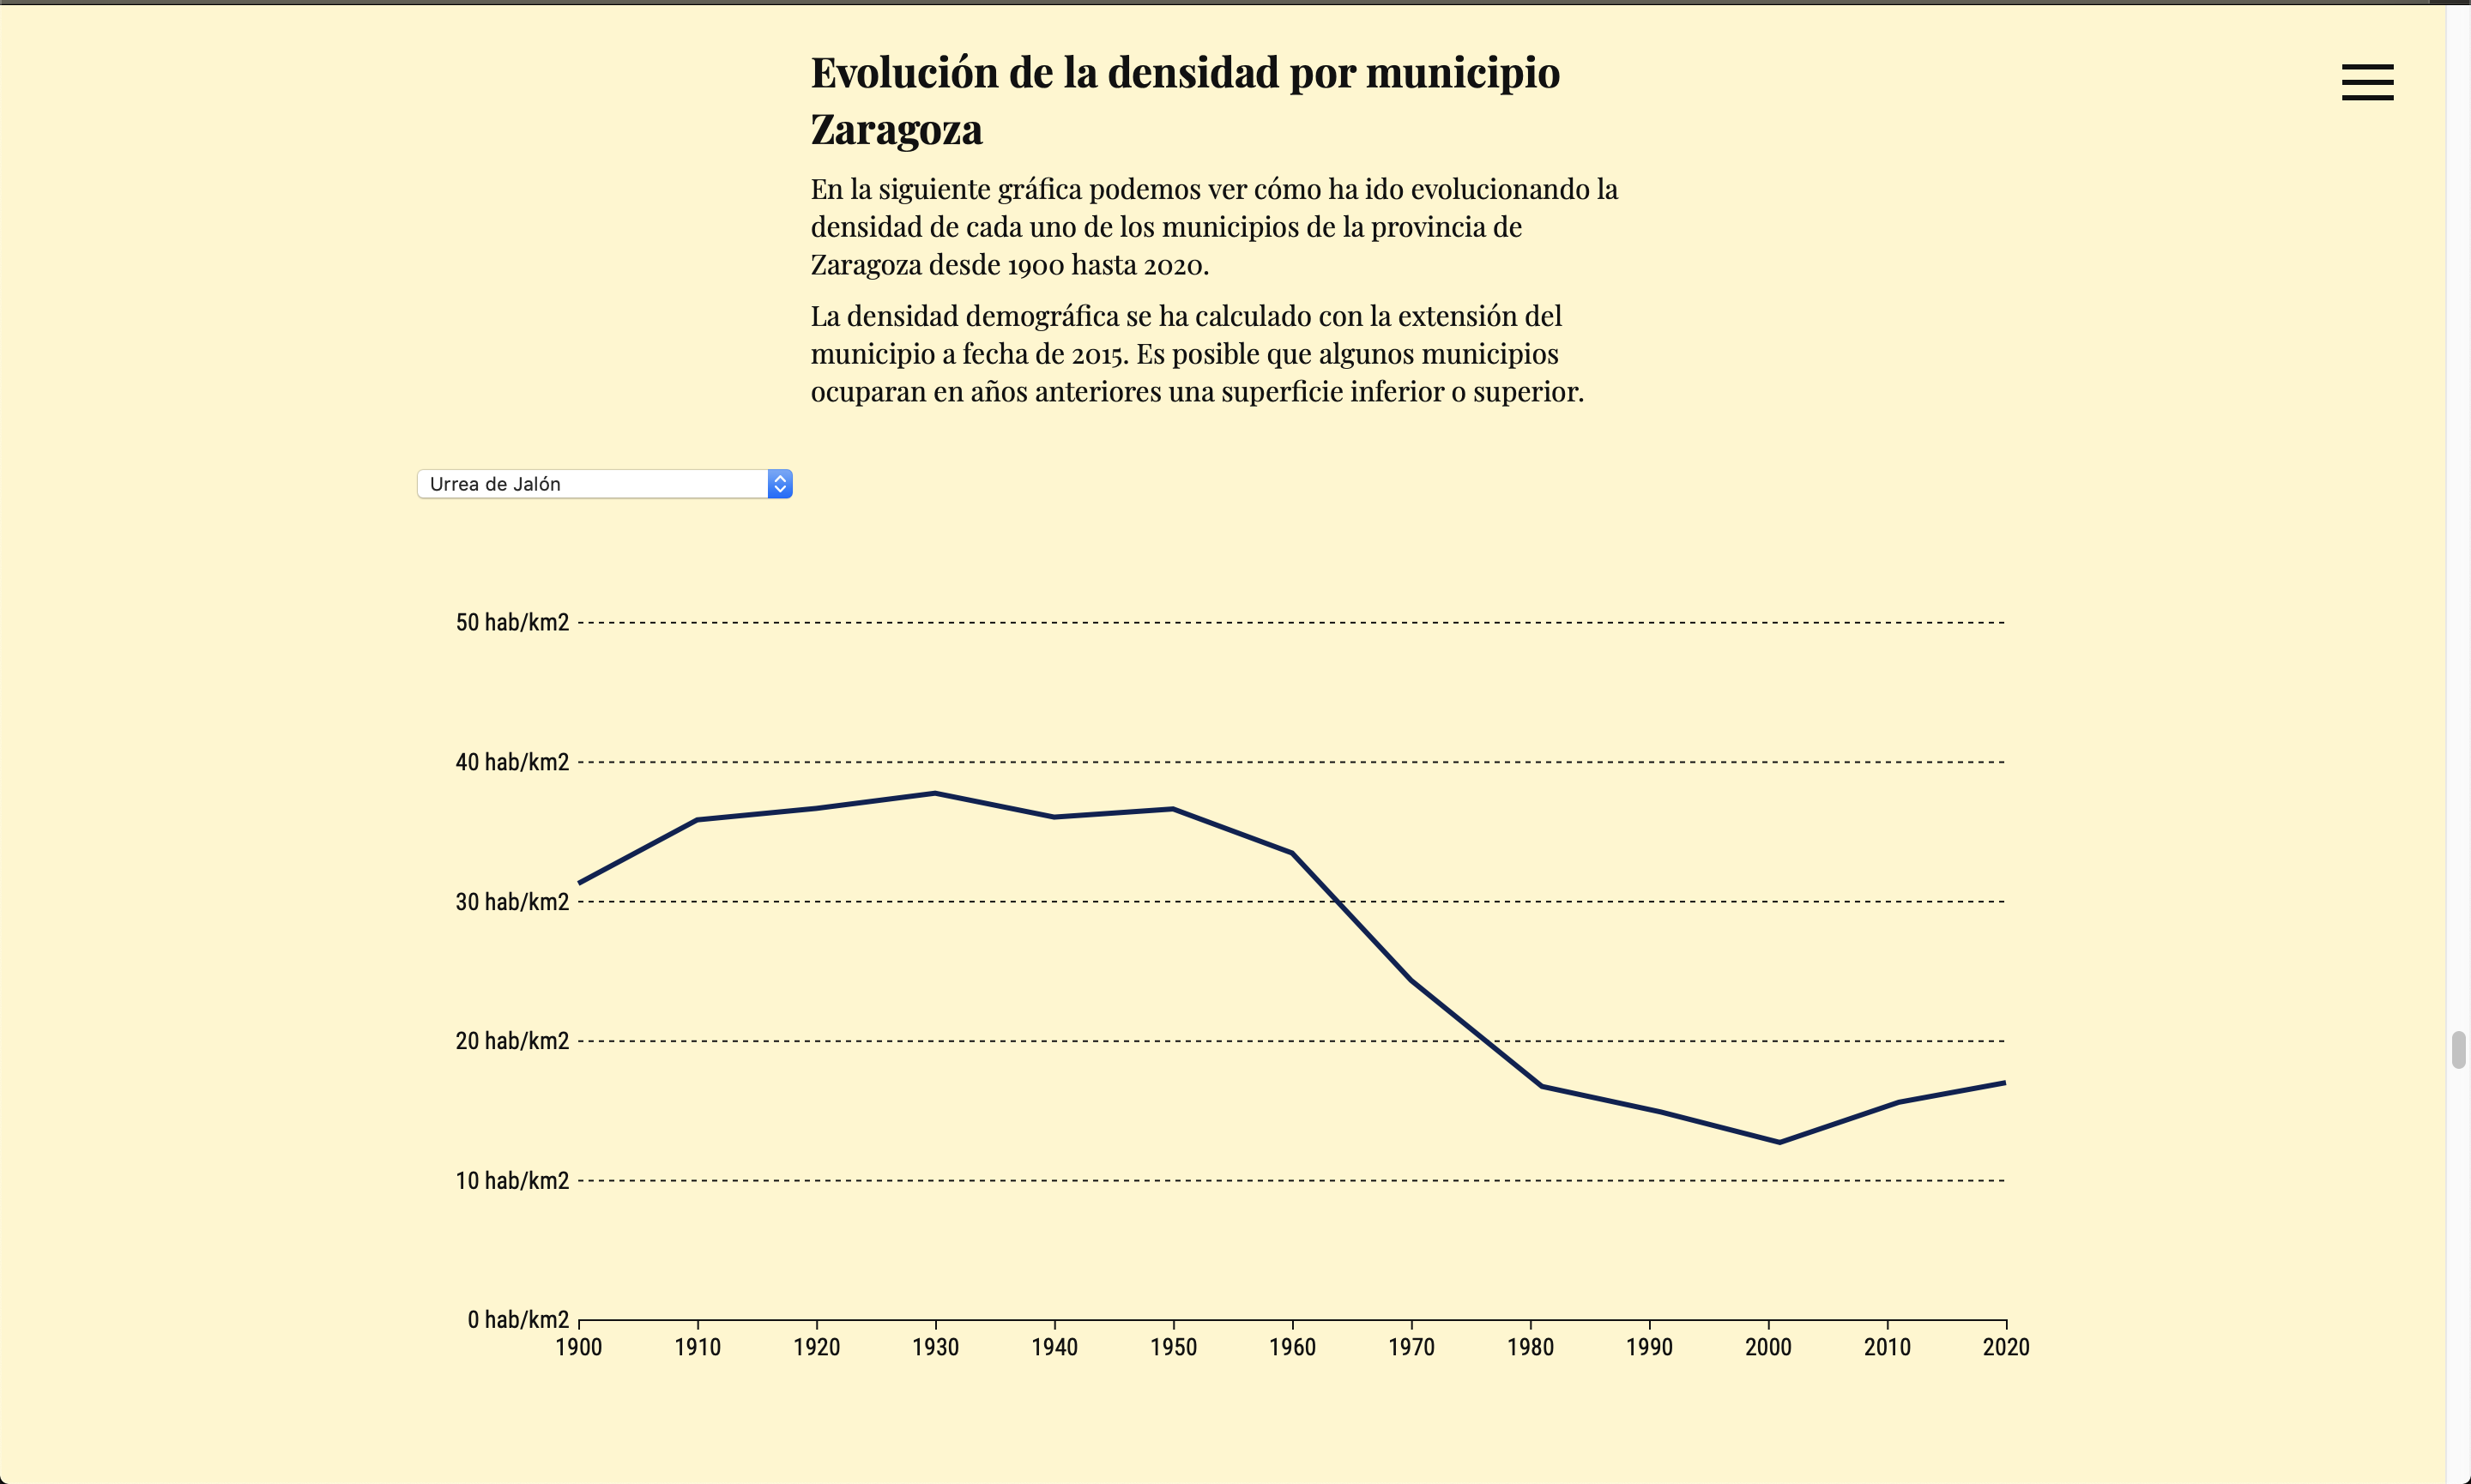 Evolución de la densidad por municipio
Zaragoza
En la siguiente gráfica podemos ver cómo ha ido evolucionando la
densidad de cada uno de los municipios de la provincia de
Zaragoza desde 1900 hasta 2020.
La densidad demográfica se ha calculado con la extensión del
municipio a fecha de 2015. Es posible que algunos municipios
ocuparan en años anteriores una superficie inferior o superior.
Urrea de Jalón
50 hab/km2
40 hab/km2
30 hab/km2
20 hab/km2
10 hab/km2
0 hab/km2
1900 1910 1920 1930 1940 1950 1960 1970 1980 1990 2000 2010 2020